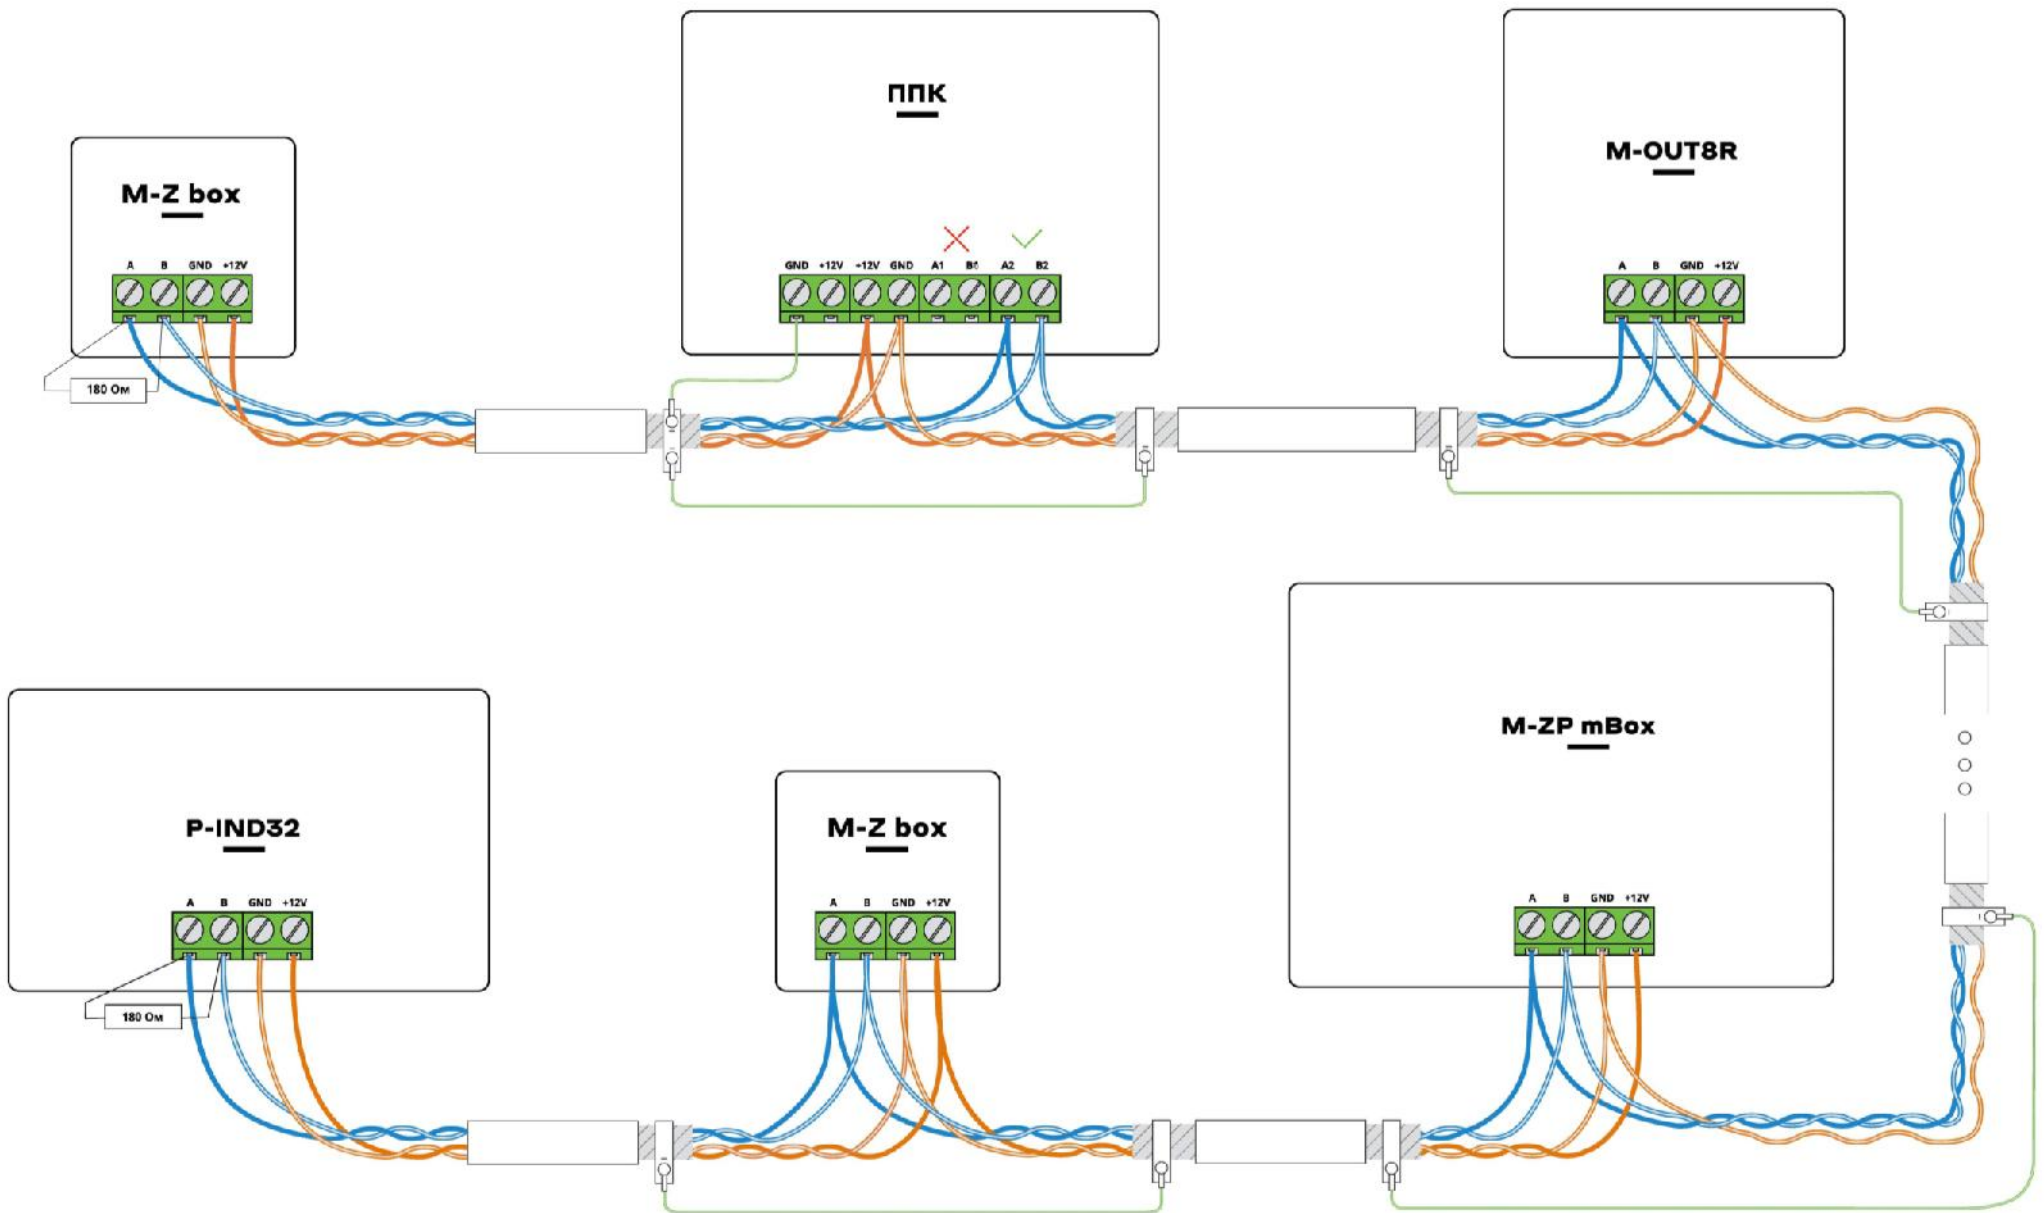 ППК
M-OUT8R
M-Z box
A B GND +12V
GND +12V +12V GND A1 B1 A2 B2
A B GND +12V
180 Ом
M-ZP mBox
P-IND32
M-Z box
A B GND +12V
A B GND +12V
A B GND +12V
180 Ом